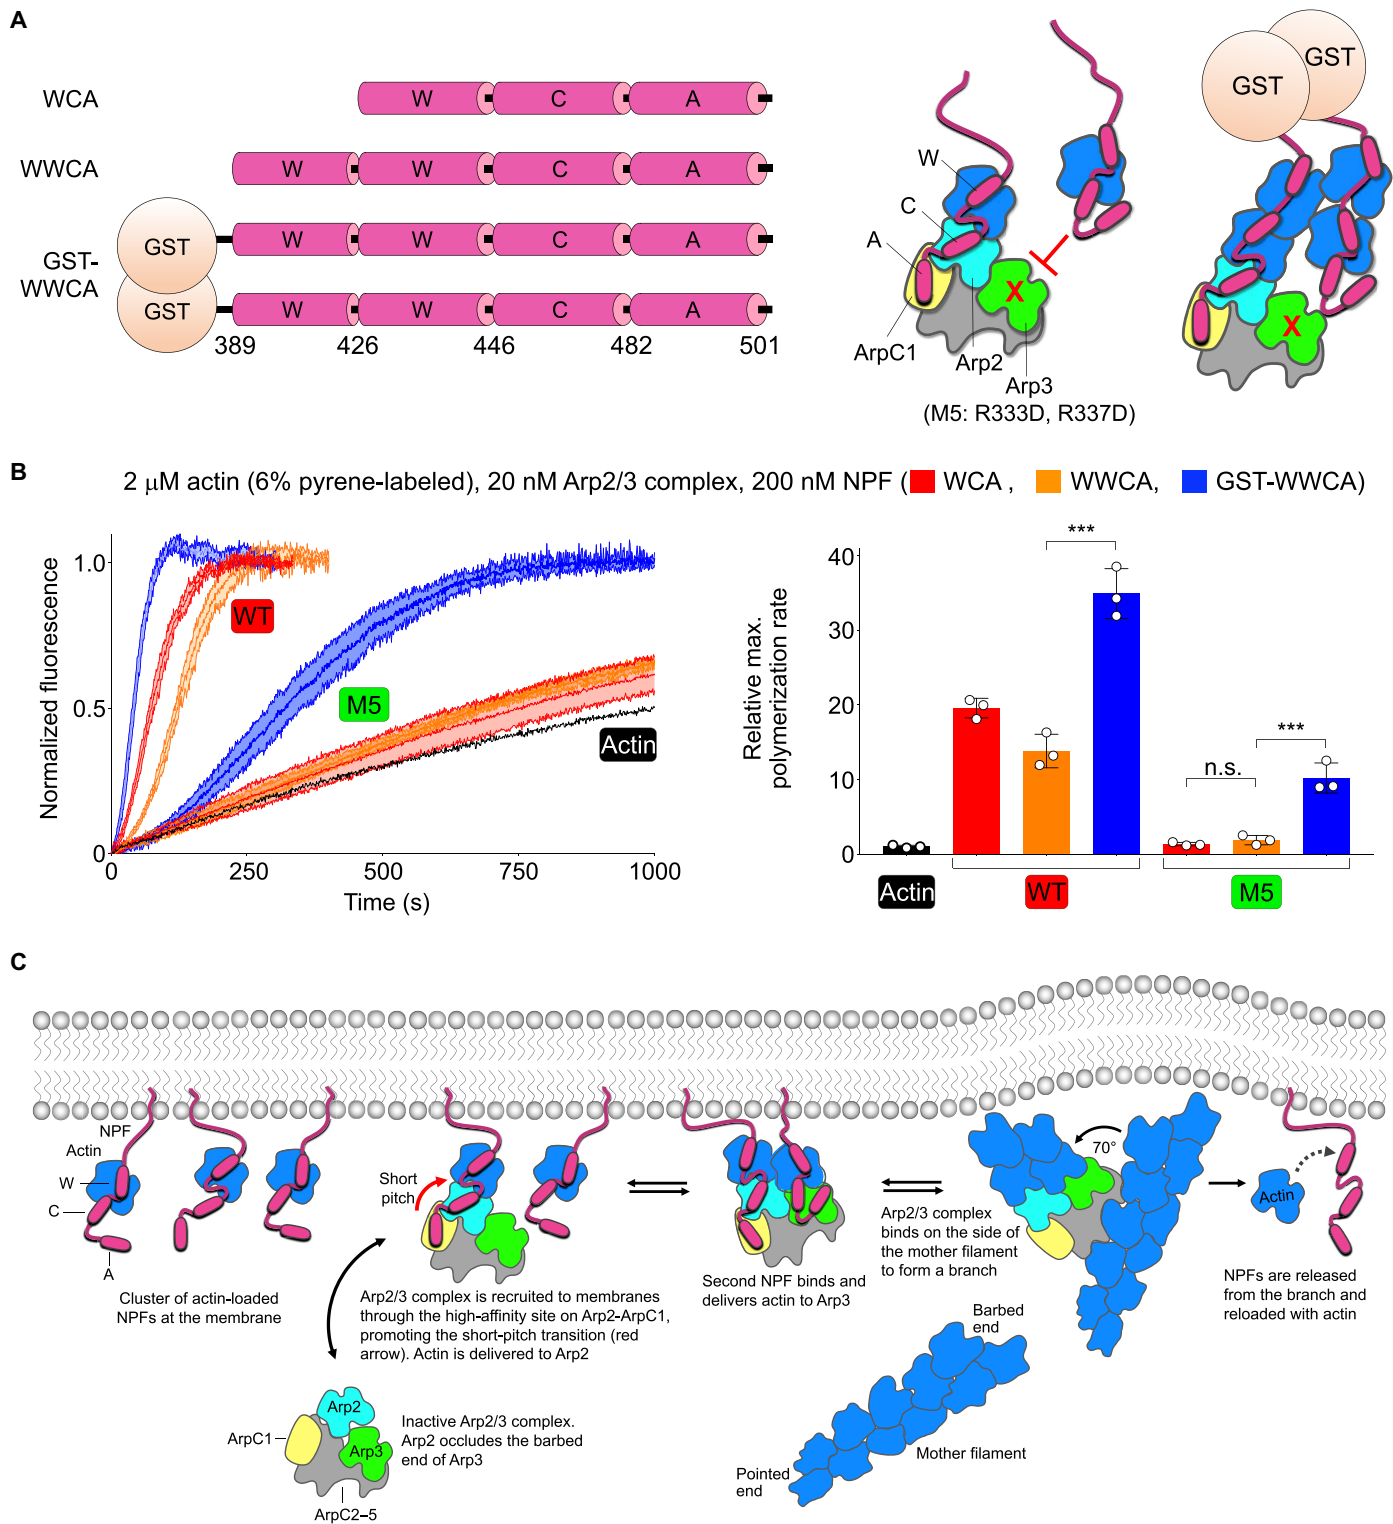 A
WCA
W C A
WWCA
W W C A
GST-
WWCA
GST W W C A
GST W W C A
389 426 446 482 501
W
C
A
ArpC1
Arp2
Arp3
(M5: R333D, R337D)
X
GST
GST
X
B
2 μM actin (6% pyrene-labeled), 20 nM Arp2/3 complex, 200 nM NPF ( WCA , WWCA, GST-WWCA)
Normalized fluorescence
1.0
0.5
0
WT
M5
Actin
0 250 500 750 1000
Time (s)
Relative max.
polymerization rate
40
30
20
10
0
***
n.s.
***
Actin
WT
M5
C
NPF
Actin
W
C
A
Cluster of actin-loaded
NPFs at the membrane
Short
pitch
Arp2/3 complex is recruited to membranes
through the high-affinity site on Arp2-ArpC1,
promoting the short-pitch transition (red
arrow). Actin is delivered to Arp2
Second NPF binds and
delivers actin to Arp3
Arp2/3 complex
binds on the side of
the mother filament
to form a branch
70°
Actin
NPFs are released
from the branch and
reloaded with actin
Arp2
ArpC1
Arp3
ArpC2–5
Inactive Arp2/3 complex.
Arp2 occludes the barbed
end of Arp3
Barbed
end
Mother filament
Pointed
end